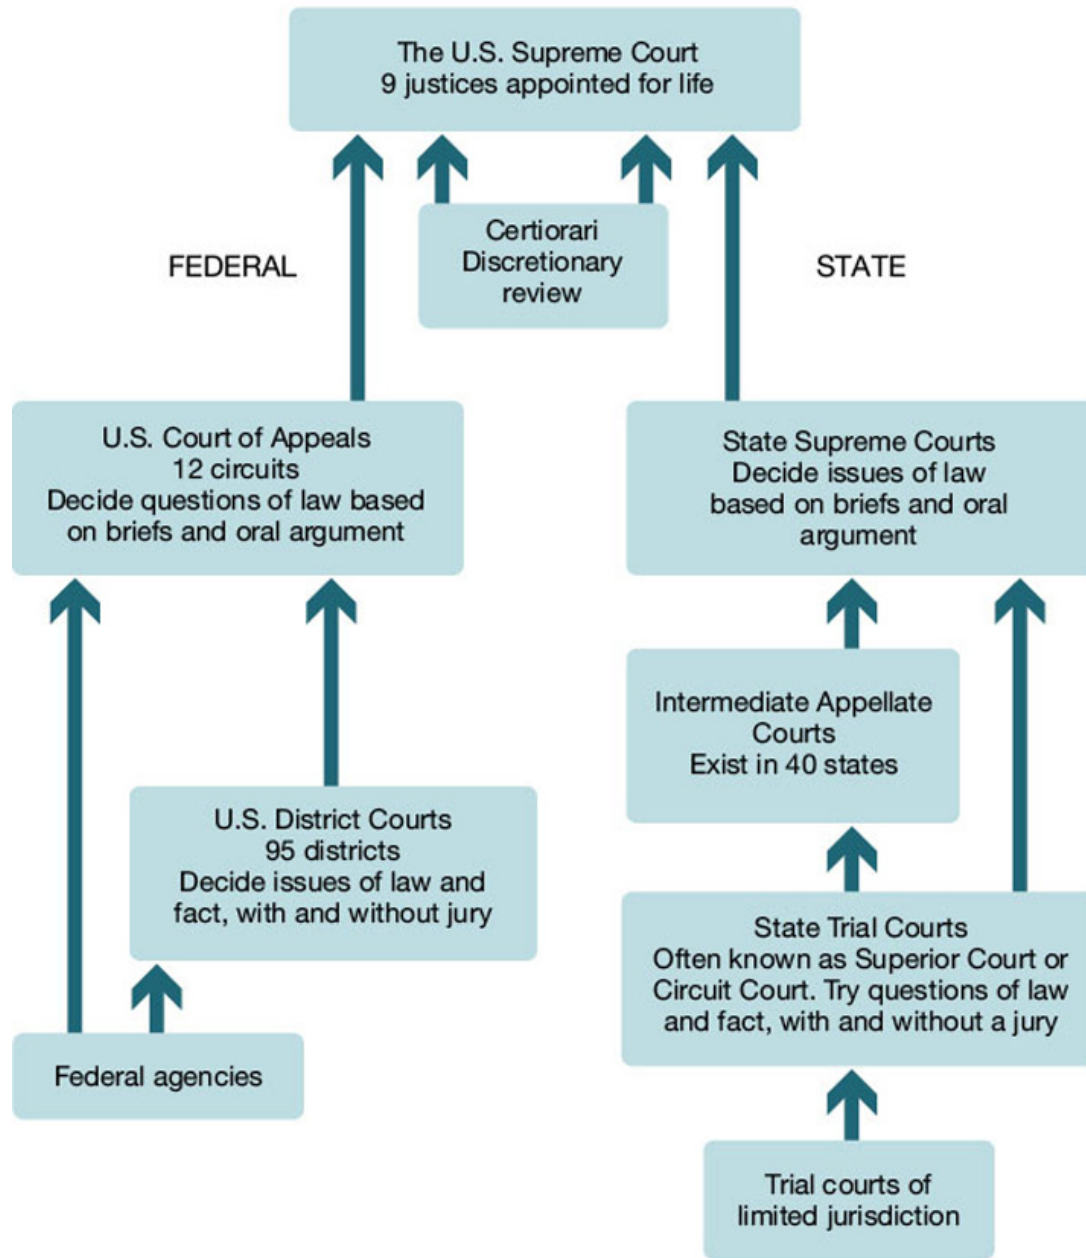 The U.S. Supreme Court
9 justices appointed for life
FEDERAL
Certiorari
Discretionary
review
STATE
U.S. Court of Appeals
12 circuits
Decide questions of law based
on briefs and oral argument
State Supreme Courts
Decide issues of law
based on briefs and oral
argument
Intermediate Appellate
Courts
Exist in 40 states
U.S. District Courts
95 districts
Decide issues of law and
fact, with and without jury
State Trial Courts
Often known as Superior Court or
Circuit Court. Try questions of law
and fact, with and without a jury
Federal agencies
Trial courts of
limited jurisdiction